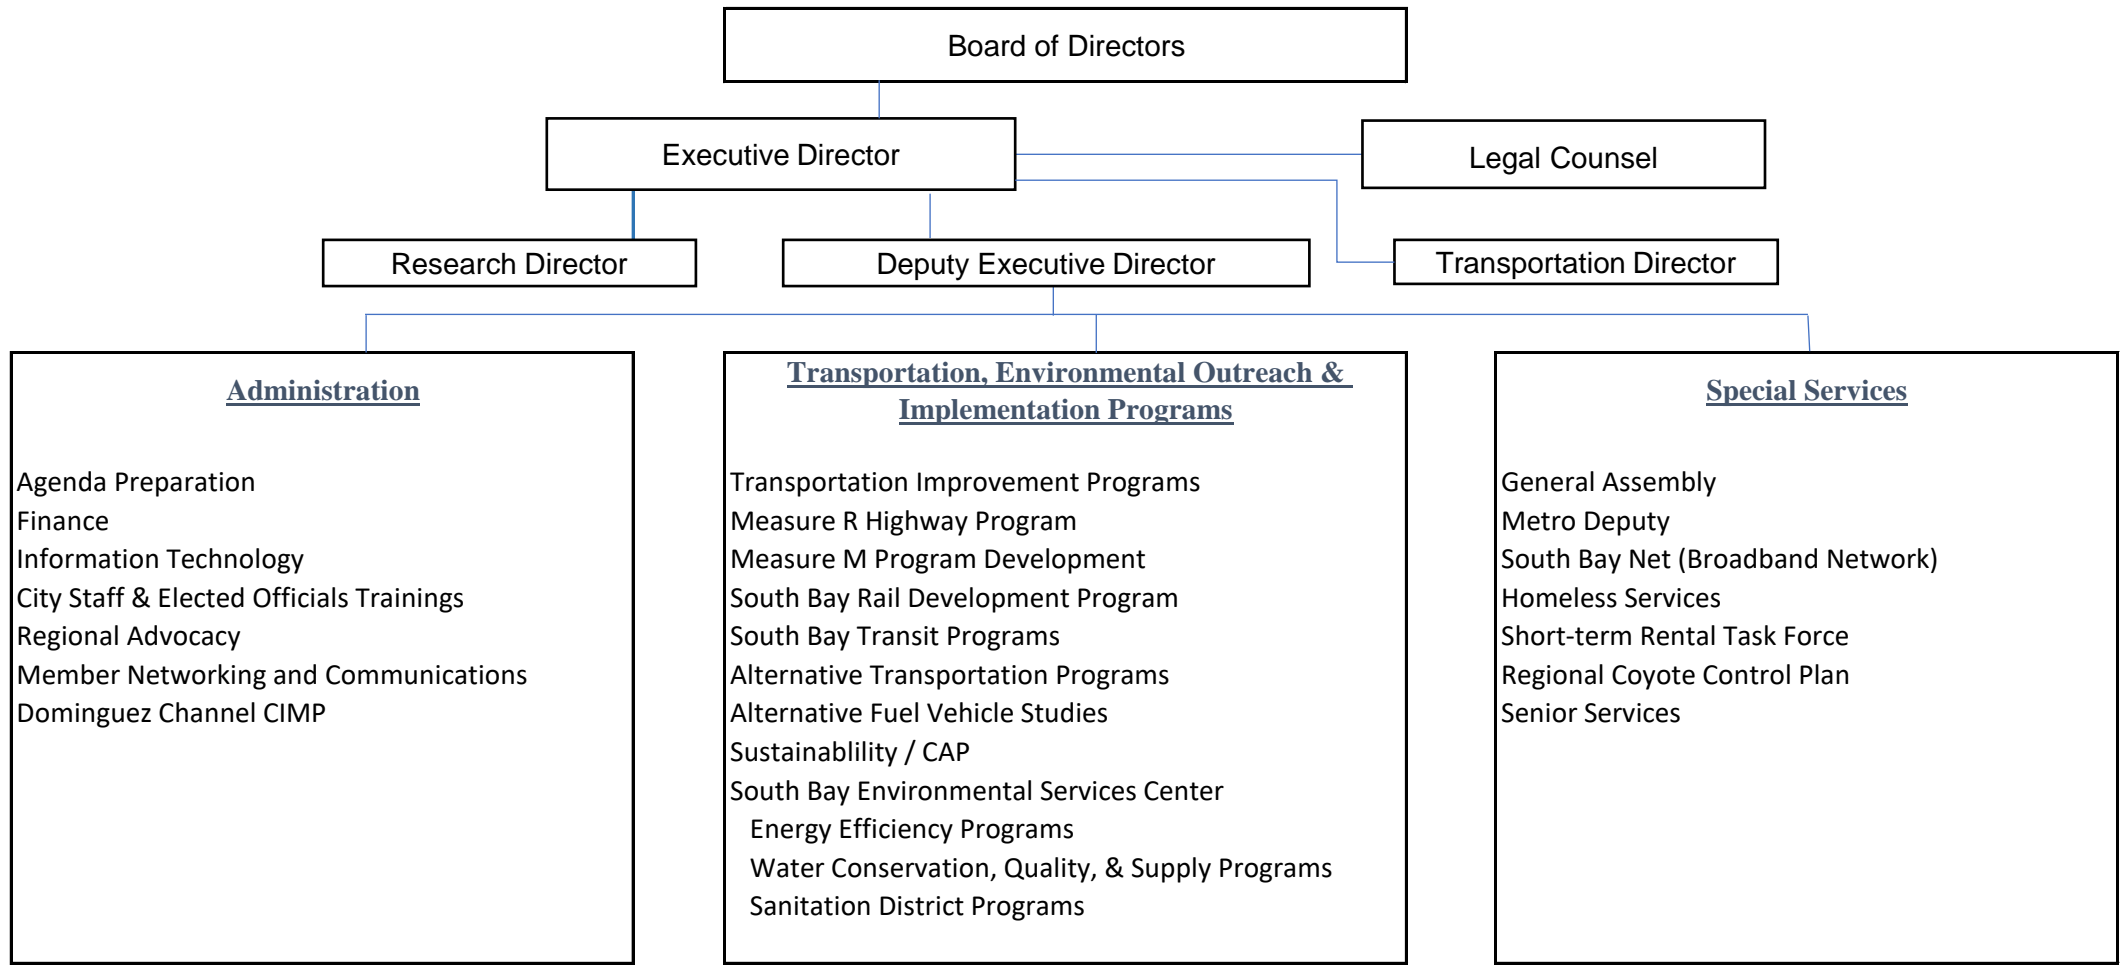 Board of Directors
Executive Director
Legal Counsel
Research Director
Deputy Executive Director
Transportation Director
Administration
Agenda Preparation
Finance
Information Technology
City Staff & Elected Officials Trainings
Regional Advocacy
Member Networking and Communications
Dominguez Channel CIMP
Transportation, Environmental Outreach &
Implementation Programs
Transportation Improvement Programs
Measure R Highway Program
Measure M Program Development
South Bay Rail Development Program
South Bay Transit Programs
Alternative Transportation Programs
Alternative Fuel Vehicle Studies
Sustainablility / CAP
South Bay Environmental Services Center
Energy Efficiency Programs
Water Conservation, Quality, & Supply Programs
Sanitation District Programs
Special Services
General Assembly
Metro Deputy
South Bay Net (Broadband Network)
Homeless Services
Short-term Rental Task Force
Regional Coyote Control Plan
Senior Services